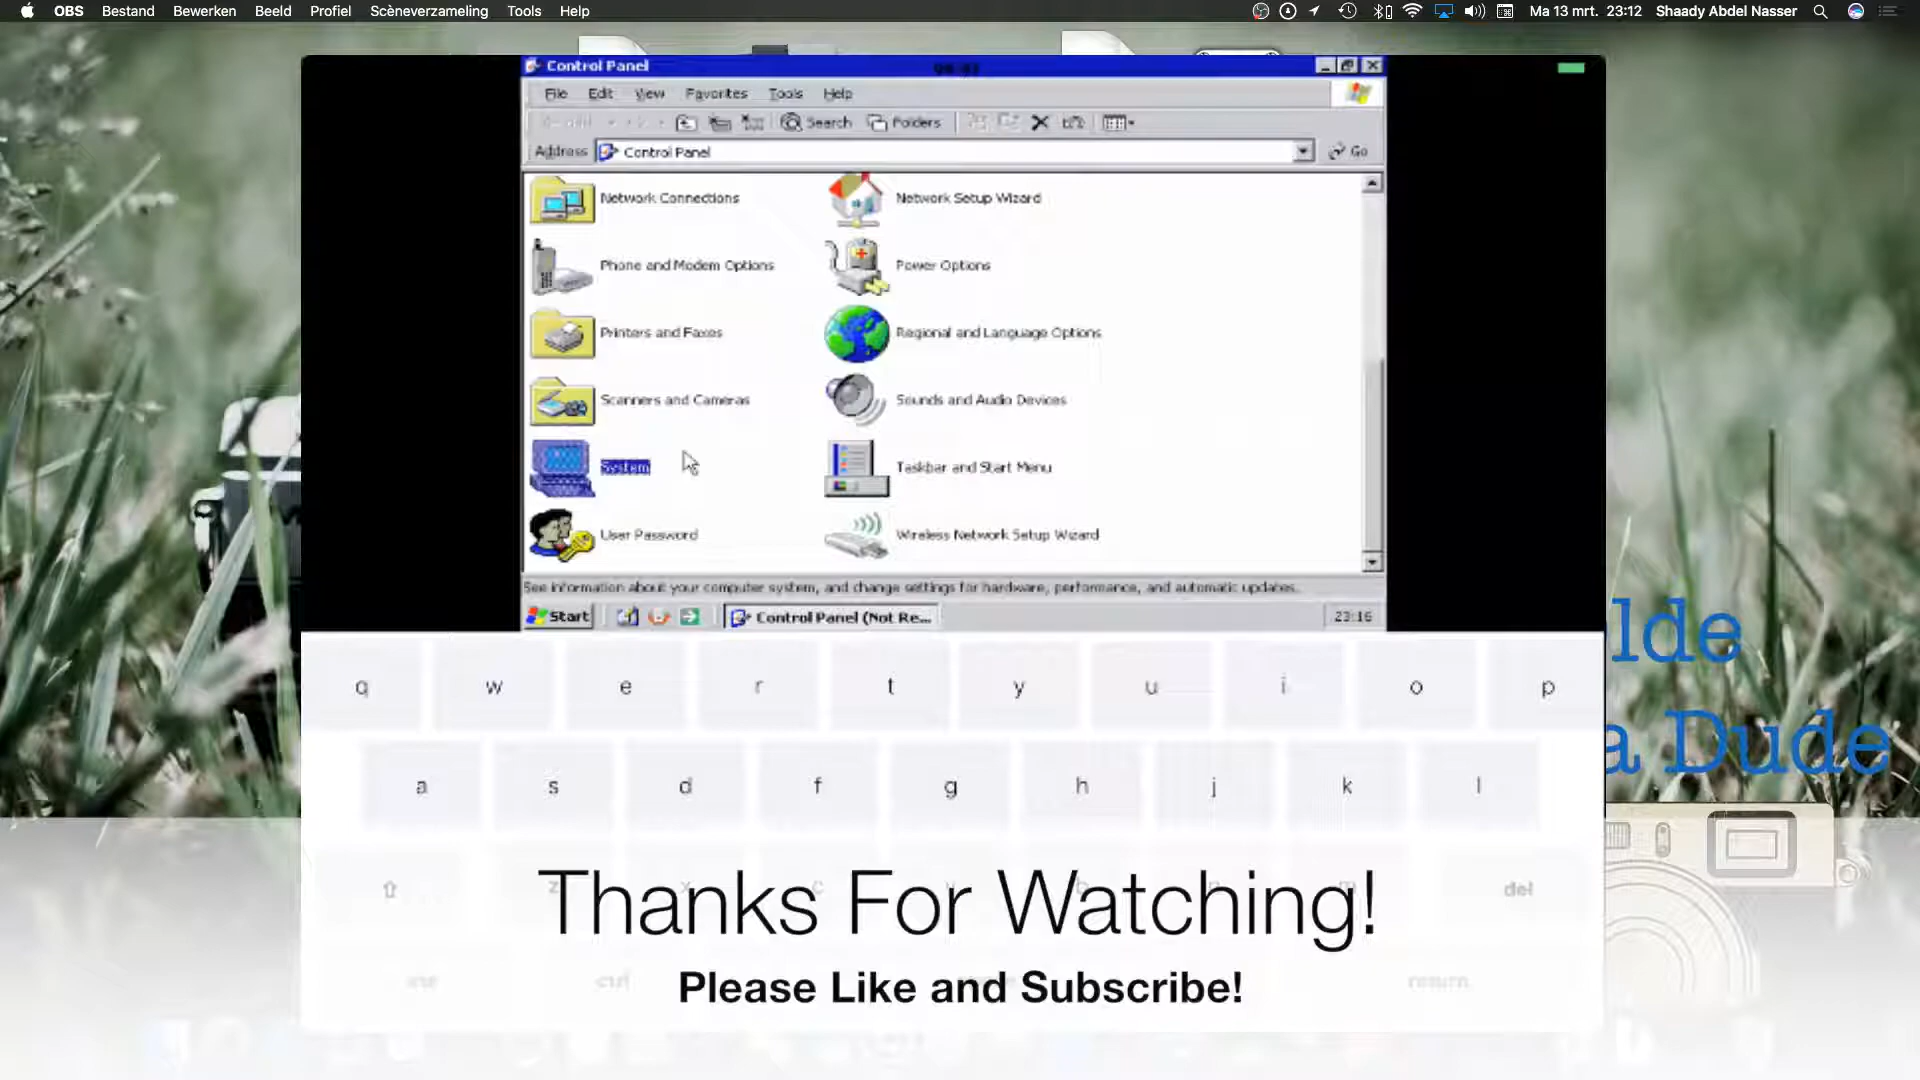 OBS Bestand Bewerken Beeld Profiel Scèneverzameling Tools Help Ma 13 mrt. 23:12 Shaady Abdel Nasser
Control Panel
File Edit View Favorites Tools Help
Search Folders
Address Control Panel Go
Network Connections Network Setup Wizard
Phone and Modem Options Power Options
Printers and Faxes Regional and Language Options
Scanners and Cameras Sounds and Audio Devices
System Taskbar and Start Menu
User Password Wireless Network Setup Wizard
See information about your computer system, and change settings for hardware, performance, and automatic updates.
Start Control Panel (Not Re... 23:16
lde
a Dude
q w e r t y u i o p
a s d f g h j k l
z x c b n m del
Thanks For Watching!
ctrl return
Please Like and Subscribe!